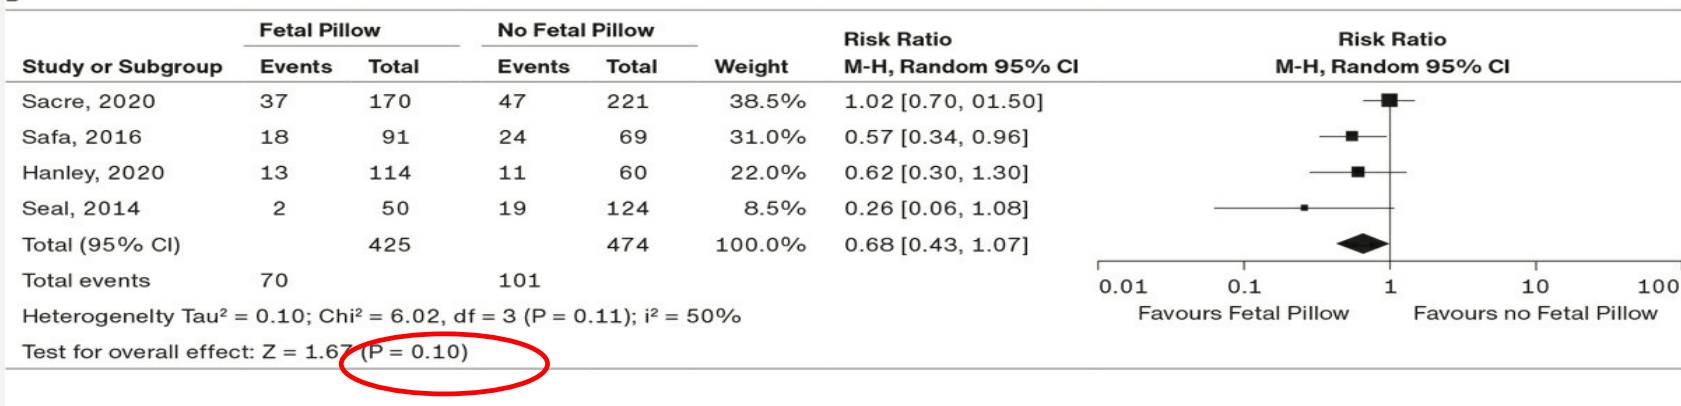 Fetal Pillow No Fetal Pillow Risk Ratio Risk Ratio
Study or Subgroup Events Total Events Total Weight M-H, Random 95% CI M-H, Random 95% CI
Sacre, 2020 37 170 47 221 38.5% 1.02 [0.70, 01.50]
Safa, 2016 18 91 24 69 31.0% 0.57 [0.34, 0.96]
Hanley, 2020 13 114 11 60 22.0% 0.62 [0.30, 1.30]
Seal, 2014 2 50 19 124 8.5% 0.26 [0.06, 1.08]
Total (95% CI) 425 474 100.0% 0.68 [0.43, 1.07]
Total events 70 101
0.01 0.1 1 10 100
Favours Fetal Pillow Favours no Fetal Pillow
Heterogenelty Tau² = 0.10; Chi² = 6.02, df = 3 (P = 0.11); i² = 50%
Test for overall effect: Z = 1.67 (P = 0.10)